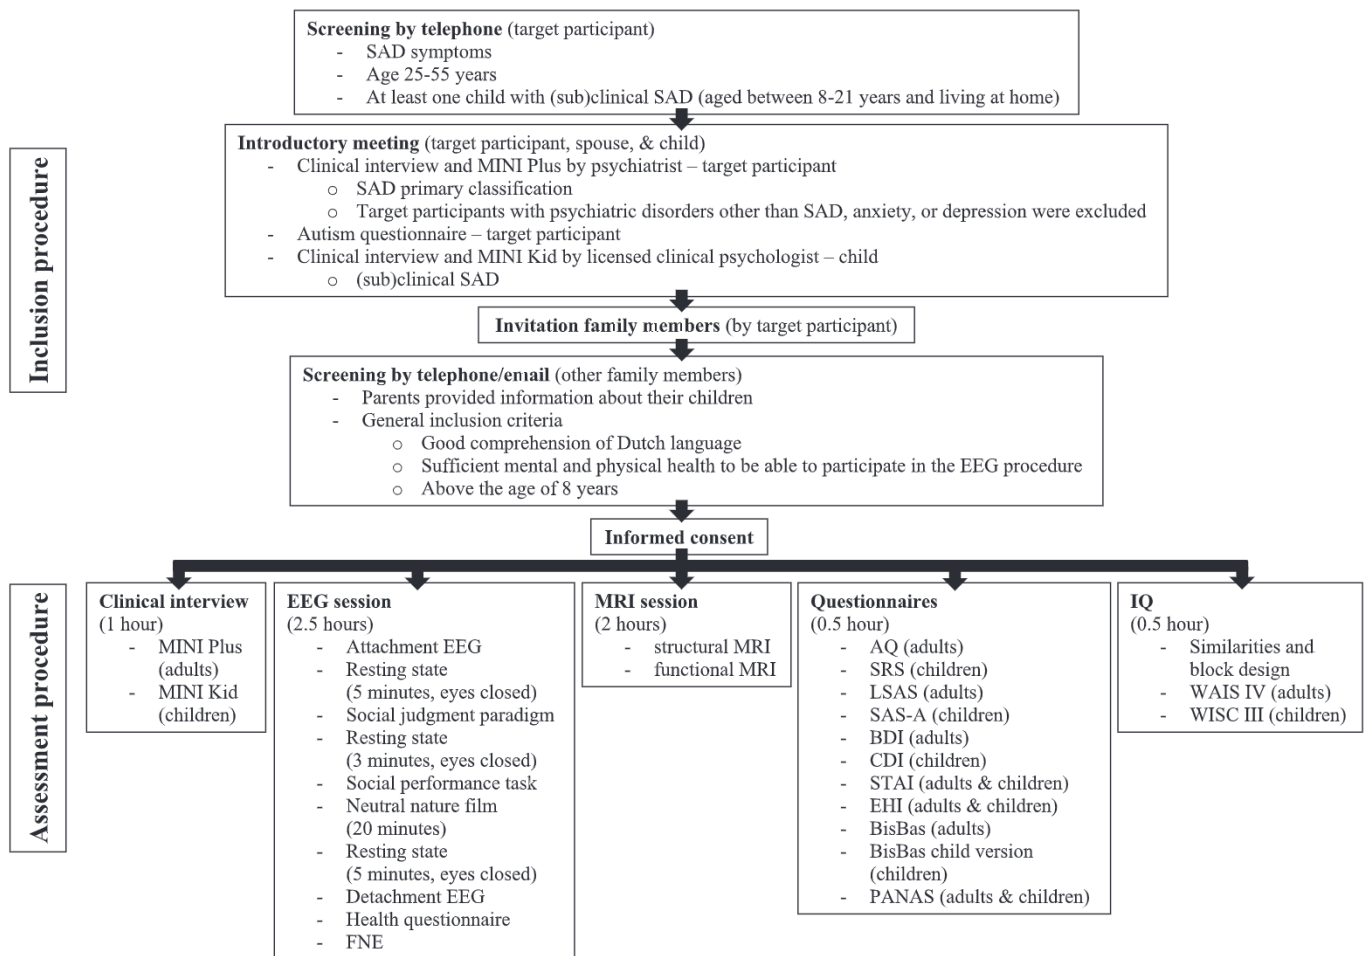 Screening by telephone (target participant)
- SAD symptoms
- Age 25-55 years
- At least one child with (sub)clinical SAD (aged between 8-21 years and living at home)
Inclusion procedure
Introductory meeting (target participant, spouse, & child)
- Clinical interview and MINI Plus by psychiatrist – target participant
o SAD primary classification
o Target participants with psychiatric disorders other than SAD, anxiety, or depression were excluded
- Autism questionnaire – target participant
- Clinical interview and MINI Kid by licensed clinical psychologist – child
o (sub)clinical SAD
Invitation family members (by target participant)
Screening by telephone/email (other family members)
- Parents provided information about their children
- General inclusion criteria
o Good comprehension of Dutch language
o Sufficient mental and physical health to be able to participate in the EEG procedure
o Above the age of 8 years
Informed consent
Assessment procedure
Clinical interview
(1 hour)
- MINI Plus
(adults)
- MINI Kid
(children)
EEG session
(2.5 hours)
- Attachment EEG
- Resting state
(5 minutes, eyes closed)
- Social judgment paradigm
- Resting state
(3 minutes, eyes closed)
- Social performance task
- Neutral nature film
(20 minutes)
- Resting state
(5 minutes, eyes closed)
- Detachment EEG
- Health questionnaire
- FNE
MRI session
(2 hours)
- structural MRI
- functional MRI
Questionnaires
(0.5 hour)
- AQ (adults)
- SRS (children)
- LSAS (adults)
- SAS-A (children)
- BDI (adults)
- CDI (children)
- STAI (adults & children)
- EHI (adults & children)
- BisBas (adults)
- BisBas child version
(children)
- PANAS (adults & children)
IQ
(0.5 hour)
- Similarities and
block design
- WAIS IV (adults)
- WISC III (children)